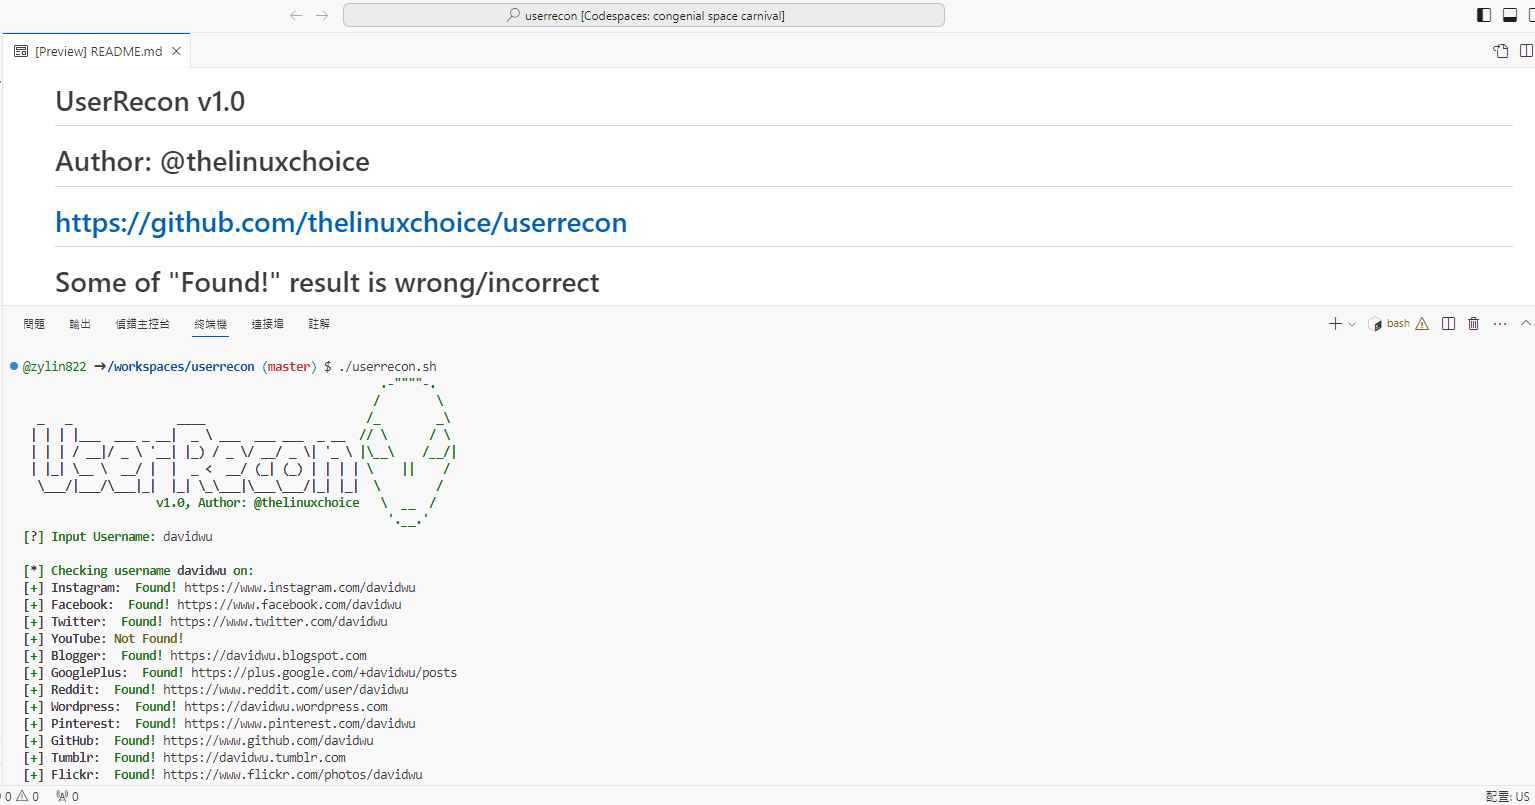 userrecon [Codespaces: congenial space carnival]
[Preview] README.md
UserRecon v1.0
Author: @thelinuxchoice
https://github.com/thelinuxchoice/userrecon
Some of "Found!" result is wrong/incorrect
問題 輸出 偵錯主控台 終端機 連接埠 註解
bash
@zylin822 →/workspaces/userrecon (master) $ ./userrecon.sh
UserRecon
v1.0, Author: @thelinuxchoice
[?] Input Username: davidwu
[*] Checking username davidwu on:
[+] Instagram: Found! https://www.instagram.com/davidwu
[+] Facebook: Found! https://www.facebook.com/davidwu
[+] Twitter: Found! https://www.twitter.com/davidwu
[+] YouTube: Not Found!
[+] Blogger: Found! https://davidwu.blogspot.com
[+] GooglePlus: Found! https://plus.google.com/+davidwu/posts
[+] Reddit: Found! https://www.reddit.com/user/davidwu
[+] Wordpress: Found! https://davidwu.wordpress.com
[+] Pinterest: Found! https://www.pinterest.com/davidwu
[+] GitHub: Found! https://www.github.com/davidwu
[+] Tumblr: Found! https://davidwu.tumblr.com
[+] Flickr: Found! https://www.flickr.com/photos/davidwu
0 0 0 配置: US